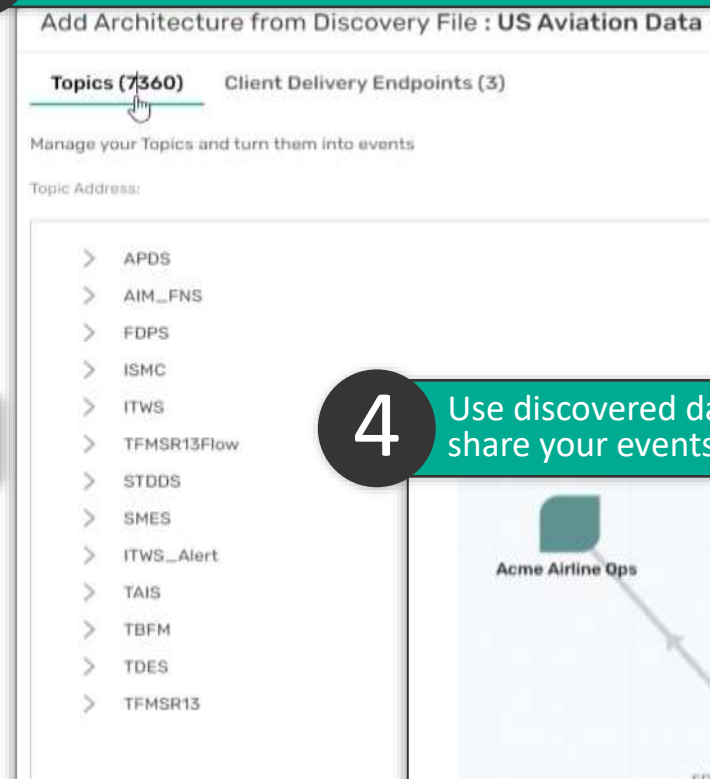 Add Architecture from Discovery File : US Aviation Data
Topics (7360)
Client Delivery Endpoints (3)
Manage your Topics and turn them into events
Topic Address:
APDS
AIM_FNS
FDPS
ISMC
ITWS
TFMSR13Flow
STDDS
SMES
ITWS_Alert
TAIS
TBFM
TDES
TFMSR13
4
Use discovered
share your events
Acme Airline Ops